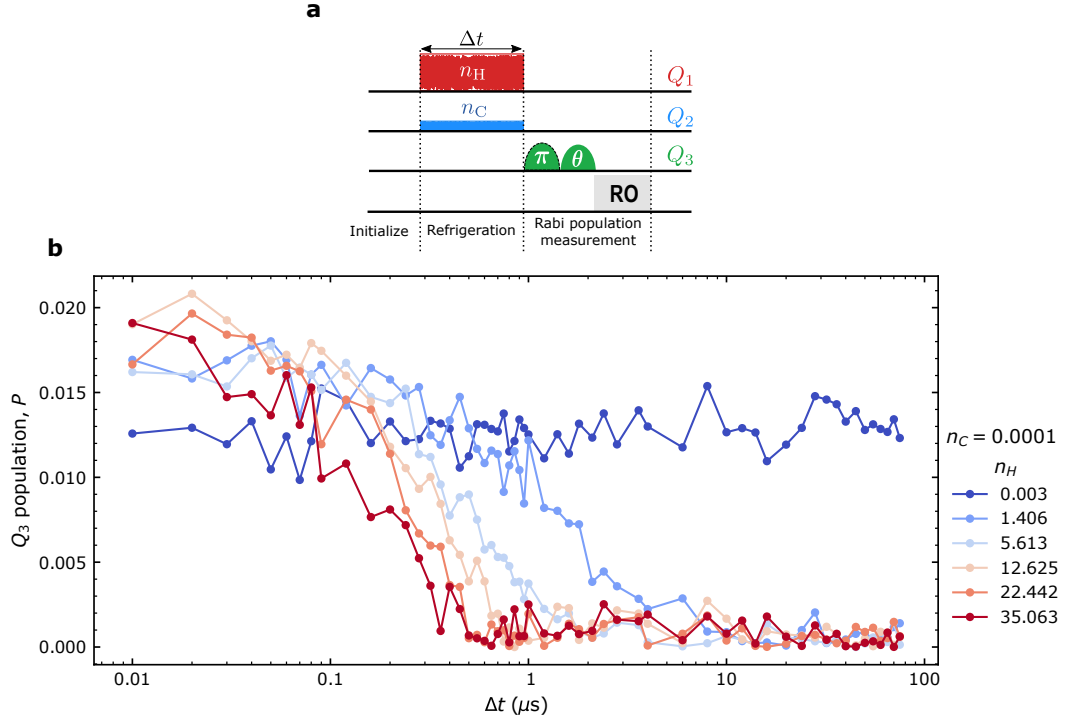 a
Δt
n_H
Q_1
n_C
Q_2
π θ
Q_3
RO
Initialize
Refrigeration
Rabi population
measurement
b
0.020
0.015
0.010
0.005
0.000
Q_3 population, P
0.01
0.1
1
10
100
Δt (μs)
n_C = 0.0001
n_H
0.003
1.406
5.613
12.625
22.442
35.063